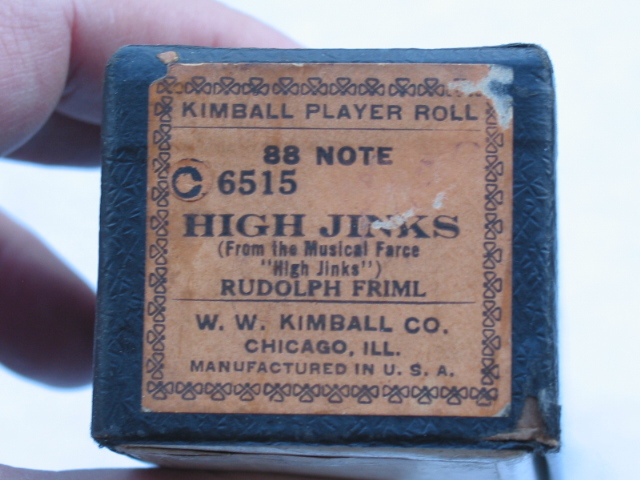 KIMBALL PLAYER ROLL
88 NOTE
C 6515
HIGH JINKS
(From the Musical Farce
"High Jinks")
RUDOLPH FRIML
W. W. KIMBALL CO.
CHICAGO, ILL.
MANUFACTURED IN U. S. A.